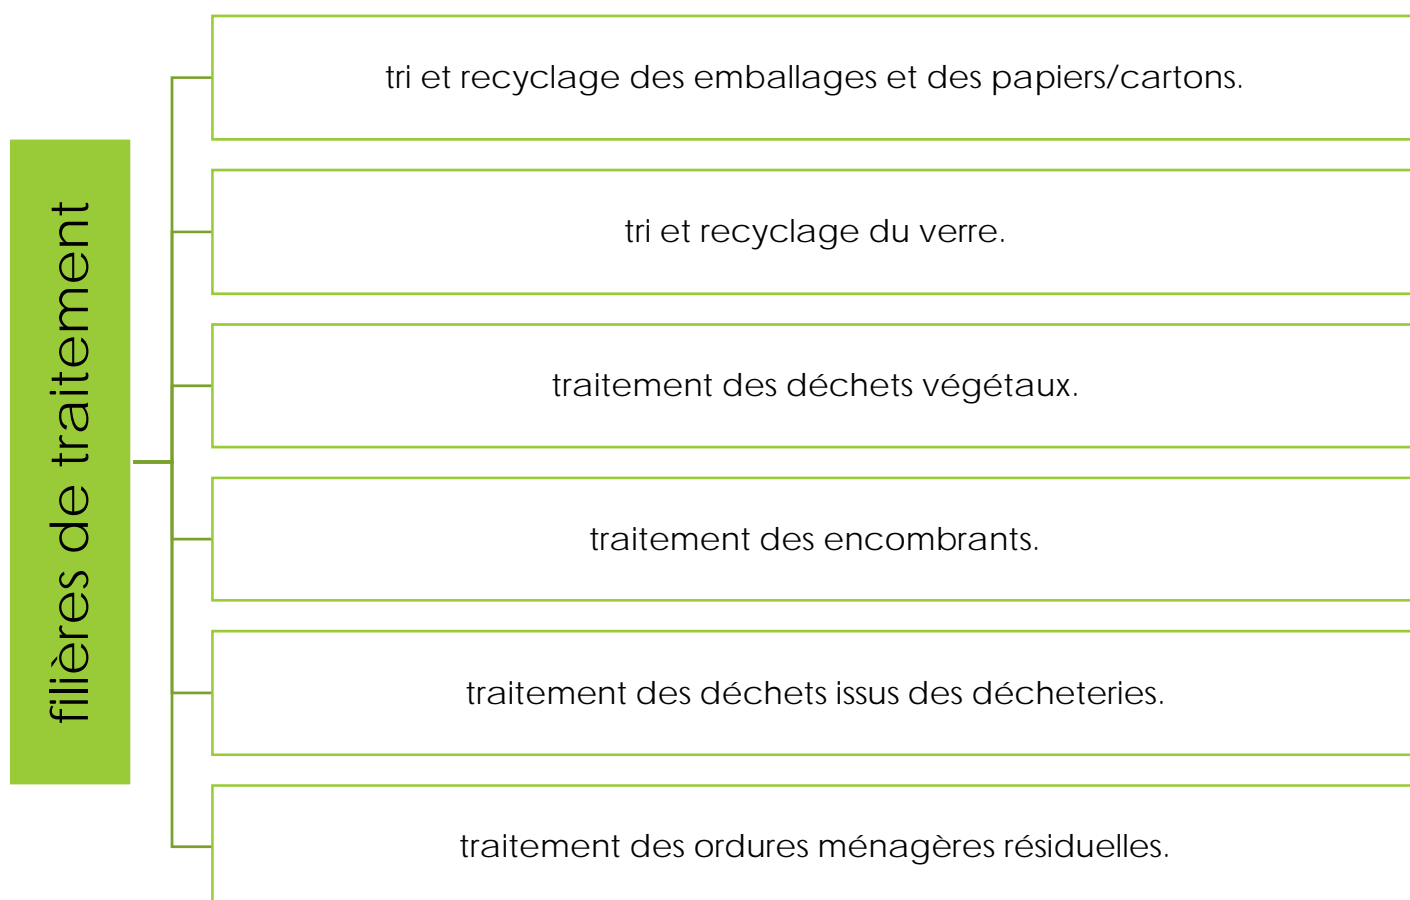 filières de traitement
tri et recyclage des emballages et des papiers/cartons.
tri et recyclage du verre.
traitement des déchets végétaux.
traitement des encombrants.
traitement des déchets issus des décheteries.
traitement des ordures ménagères résiduelles.